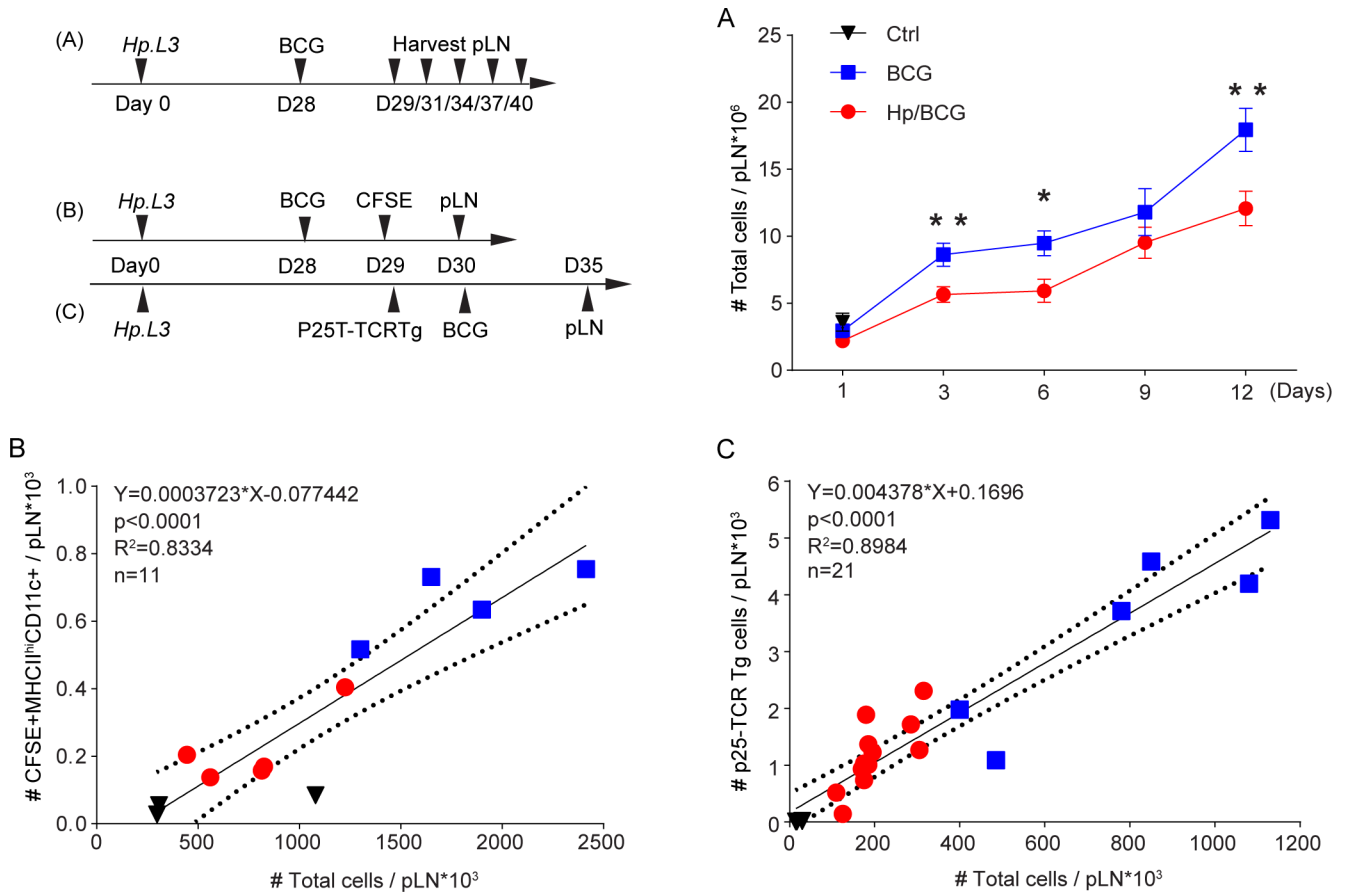 (A)
Hp.L3 BCG Harvest pLN
Day 0 D28 D29/31/34/37/40
(B)
Hp.L3 BCG CFSE pLN
Day0 D28 D29 D30 D35
(C)
Hp.L3 P25T-TCRTg BCG pLN
A
# Total cells / pLN*10⁶
25
20
15
10
5
0
Ctrl
BCG
Hp/BCG
* *
*
* *
1 3 6 9 12 (Days)
B
# CFSE+MHCIIʰⁱCD11c+ / pLN*10³
Y=0.0003723*X-0.077442
p<0.0001
R²=0.8334
n=11
1.0
0.8
0.6
0.4
0.2
0.0
0 500 1000 1500 2000 2500
# Total cells / pLN*10³
C
# p25-TCR Tg cells / pLN*10³
Y=0.004378*X+0.1696
p<0.0001
R²=0.8984
n=21
6
5
4
3
2
1
0
0 200 400 600 800 1000 1200
# Total cells / pLN*10³